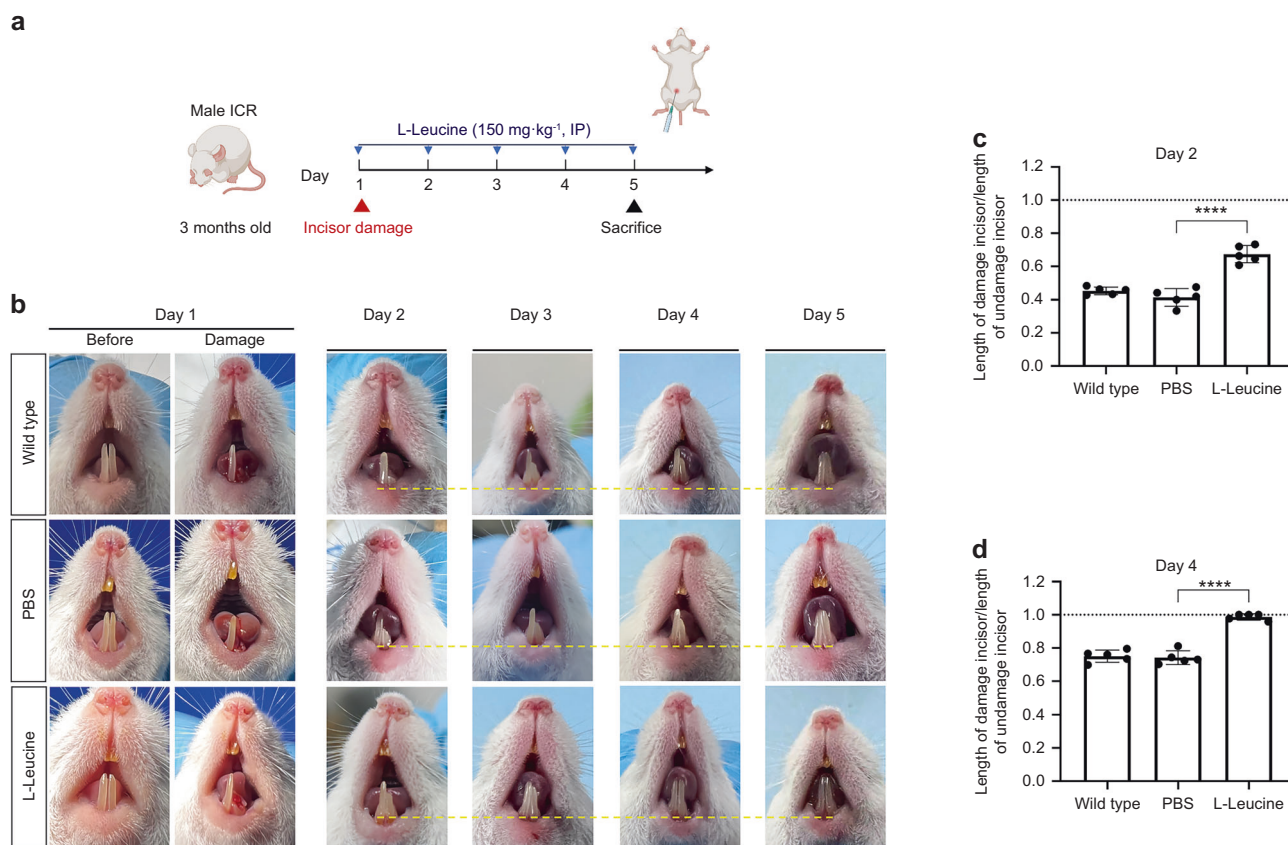 a
Male ICR
3 months old
L-Leucine (150 mg·kg⁻¹, IP)
Day
1 2 3 4 5
Incisor damage
Sacrifice
b
Day 1
Before Damage
Day 2
Day 3
Day 4
Day 5
Wild type
PBS
L-Leucine
c
Day 2
Length of damage incisor/length
of undamage incisor
1.2
1.0
0.8
0.6
0.4
0.2
0.0
****
Wild type PBS L-Leucine
d
Day 4
Length of damage incisor/length
of undamage incisor
1.2
1.0
0.8
0.6
0.4
0.2
0.0
****
Wild type PBS L-Leucine